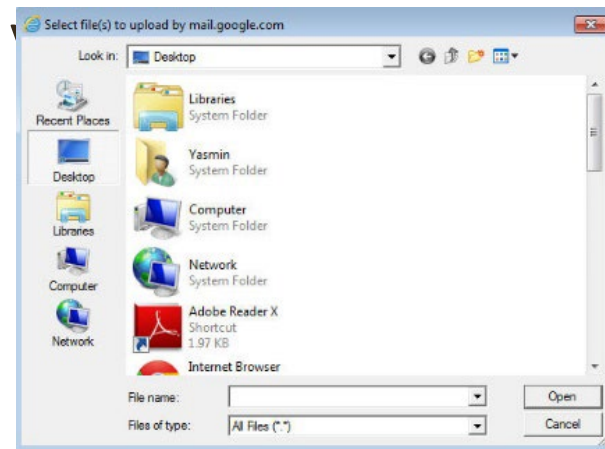 Select file(s) to upload by mail.google.com
Look in:
Desktop
Recent Places
Desktop
Libraries
Computer
Network
Libraries
System Folder
Yasmin
System Folder
Computer
System Folder
Network
System Folder
Adobe Reader X
Shortcut
1.97 KB
Internet Browser
File name:
Open
Files of type:
All Files (*.*)
Cancel